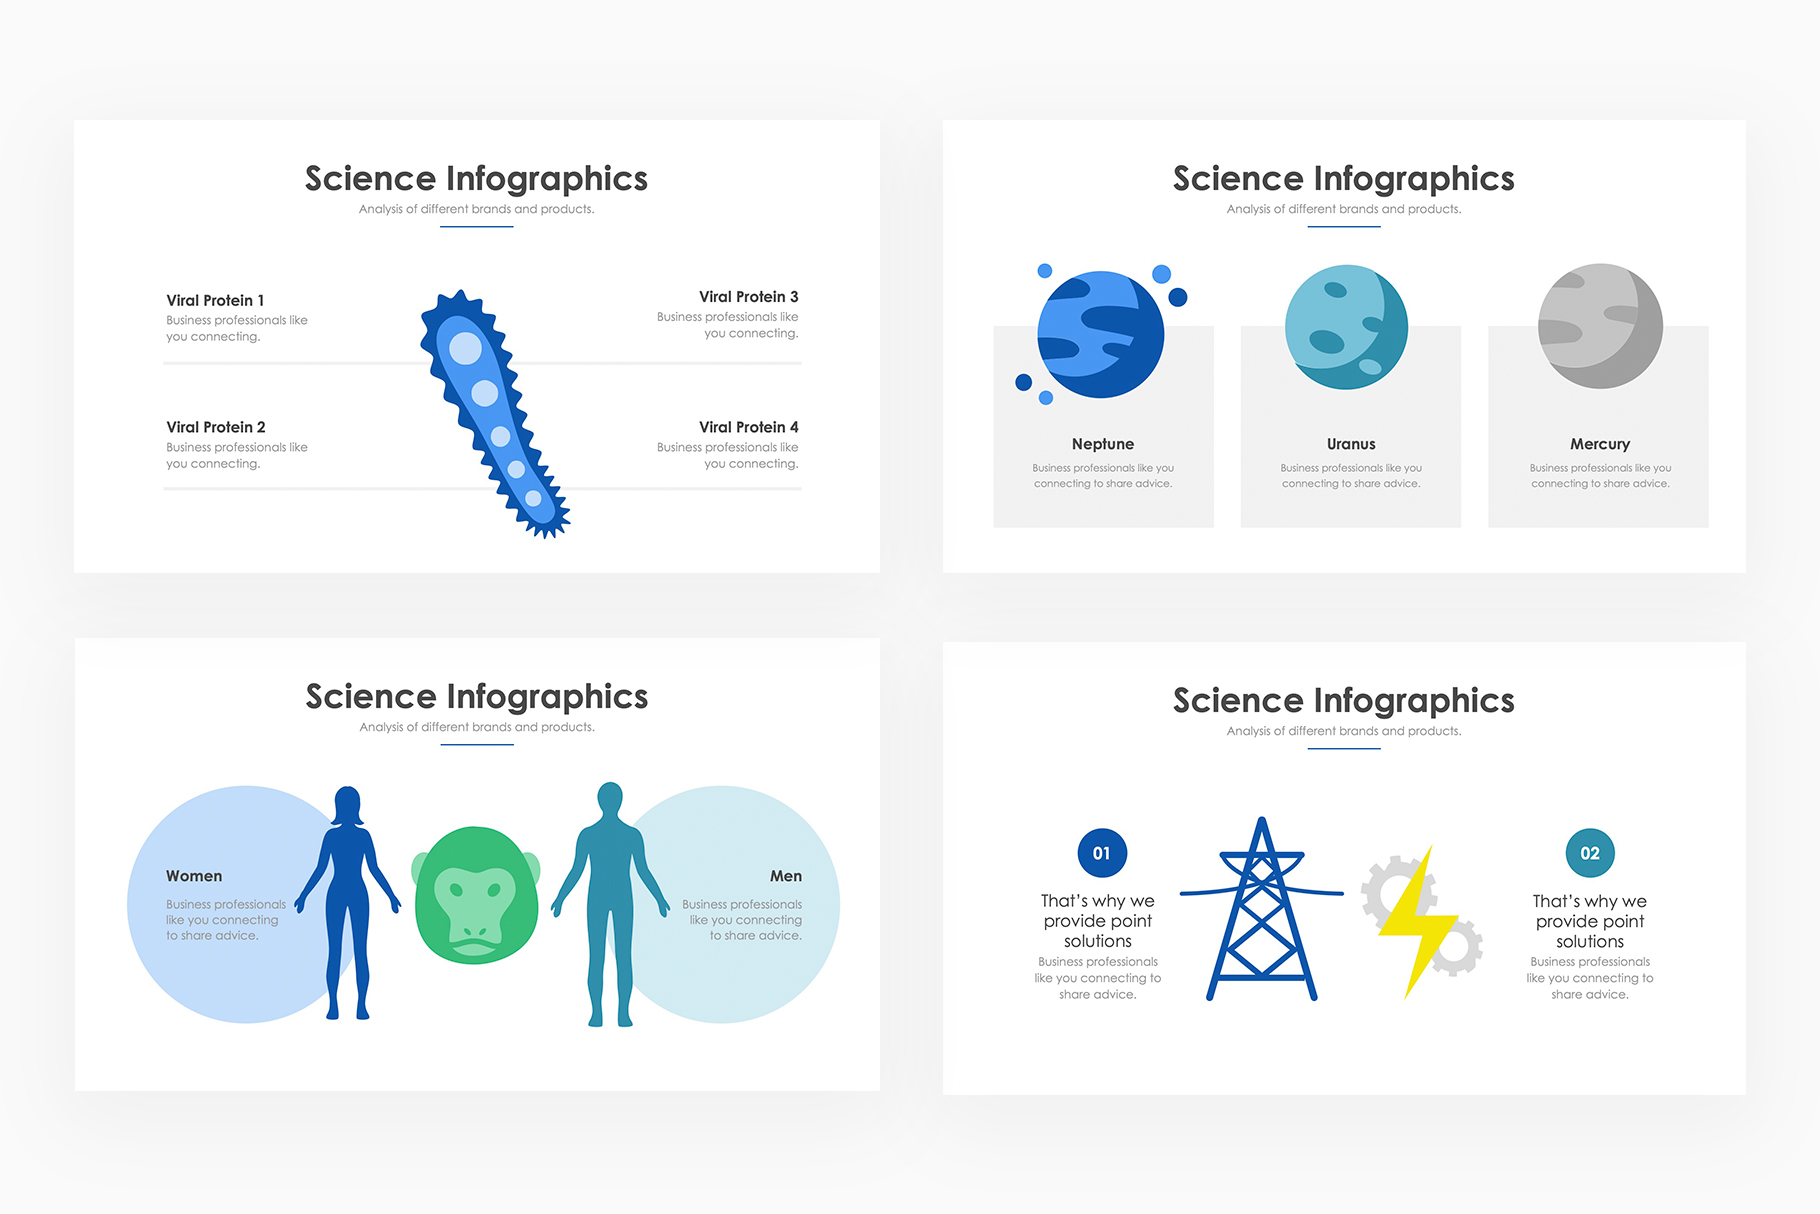 Science Infographics
Analysis of different brands and products.
Viral Protein 1
Business professionals like
you connecting.
Viral Protein 2
Business professionals like
you connecting.
Viral Protein 3
Business professionals like
you connecting.
Viral Protein 4
Business professionals like
you connecting.
Science Infographics
Analysis of different brands and products.
Neptune
Business professionals like you
connecting to share advice.
Uranus
Business professionals like you
connecting to share advice.
Mercury
Business professionals like you
connecting to share advice.
Science Infographics
Analysis of different brands and products.
Women
Business professionals
like you connecting
to share advice.
Men
Business professionals
like you connecting
to share advice.
Science Infographics
Analysis of different brands and products.
01
That's why we
provide point
solutions
Business professionals
like you connecting to
share advice.
02
That's why we
provide point
solutions
Business professionals
like you connecting to
share advice.